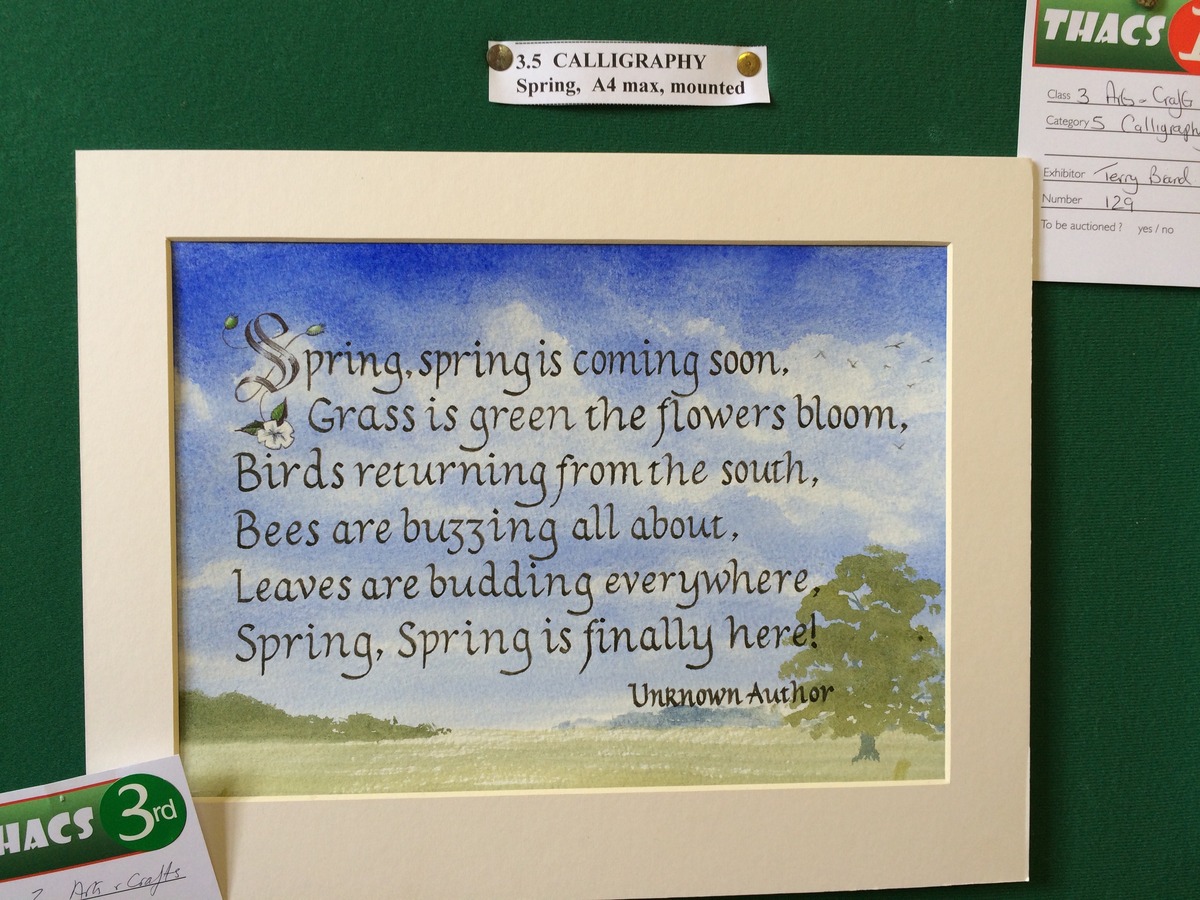 3.5 CALLIGRAPHY
Spring, A4 max, mounted
THACS
Class 3 Arts & Craft
Category 5 Calligraphy
Exhibitor Terry
Number 129
To be auctioned ? yes / no
Spring, spring is coming soon,
Grass is green the flowers bloom,
Birds returning from the south,
Bees are buzzing all about,
Leaves are budding everywhere,
Spring, Spring is finally here!
Unknown Author
HACS 3rd
Arts & Crafts